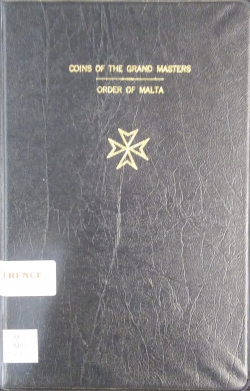 COINS OF THE GRAND MASTERS
ORDER OF MALTA